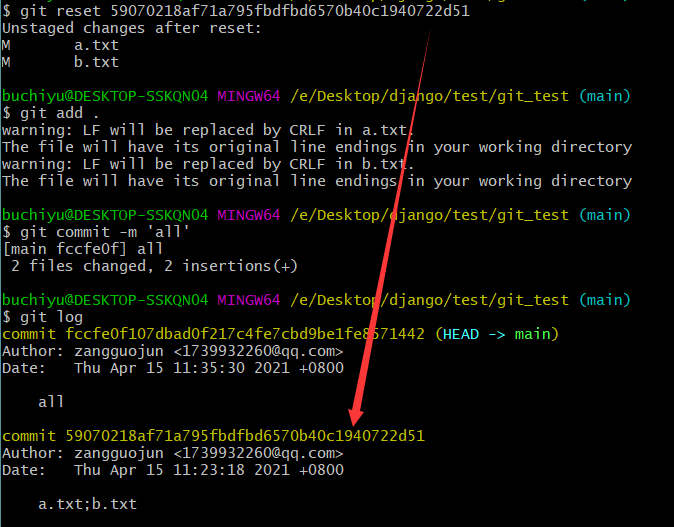 $ git reset 59070218af71a795fbdfbd6570b40c1940722d51
Unstaged changes after reset:
M       a.txt
M       b.txt
buchiyu@DESKTOP-SSKQNO4 MINGW64 /e/Desktop/django/test/git_test (main)
$ git add .
warning: LF will be replaced by CRLF in a.txt.
The file will have its original line endings in your working directory
warning: LF will be replaced by CRLF in b.txt.
The file will have its original line endings in your working directory
buchiyu@DESKTOP-SSKQNO4 MINGW64 /e/Desktop/django/test/git_test (main)
$ git commit -m 'all'
[main fccfe0f] all
 2 files changed, 2 insertions(+)
buchiyu@DESKTOP-SSKQNO4 MINGW64 /e/Desktop/django/test/git_test (main)
$ git log
commit fccfe0f107dbad0f217c4fe7cbd9be1fe8571442 (HEAD -> main)
Author: zangguojun <1739932260@qq.com>
Date:   Thu Apr 15 11:35:30 2021 +0800
    all
commit 59070218af71a795fbdfbd6570b40c1940722d51
Author: zangguojun <1739932260@qq.com>
Date:   Thu Apr 15 11:23:18 2021 +0800
    a.txt;b.txt